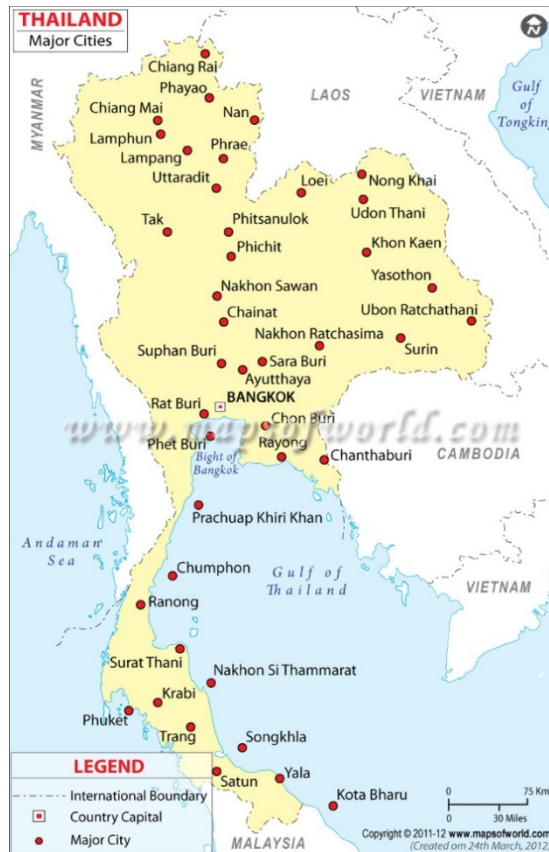 THAILAND
Major Cities
N
Chiang Rai
Phayao
LAOS
VIETNAM
Gulf
of
Tongking
MYANMAR
Chiang Mai
Nan
Lamphun
Lampang
Phrae
Uttaradit
Loei
Nong Khai
Udon Thani
Tak
Phitsanulok
Phichit
Khon Kaen
Yasothon
Nakhon Sawan
Chainat
Ubon Ratchathani
Nakhon Ratchasima
Surin
Suphan Buri
Sara Buri
Ayutthaya
BANGKOK
Rat Buri
Chon Buri
www.mapsofworld.com
Phet Buri
Bight of
Bangkok
Rayong
Chanthaburi
CAMBODIA
Prachuap Khiri Khan
Andaman
Sea
Chumphon
Gulf of
Thailand
VIETNAM
Ranong
Surat Thani
Nakhon Si Thammarat
Krabi
Phuket
Trang
Songkhla
Satun
Yala
Kota Bharu
MALAYSIA
LEGEND
International Boundary
Country Capital
Major City
0 75 Km
0 30 Miles
Copyright © 2011-12 www.mapsofworld.com
(Created om 24th March, 2012)